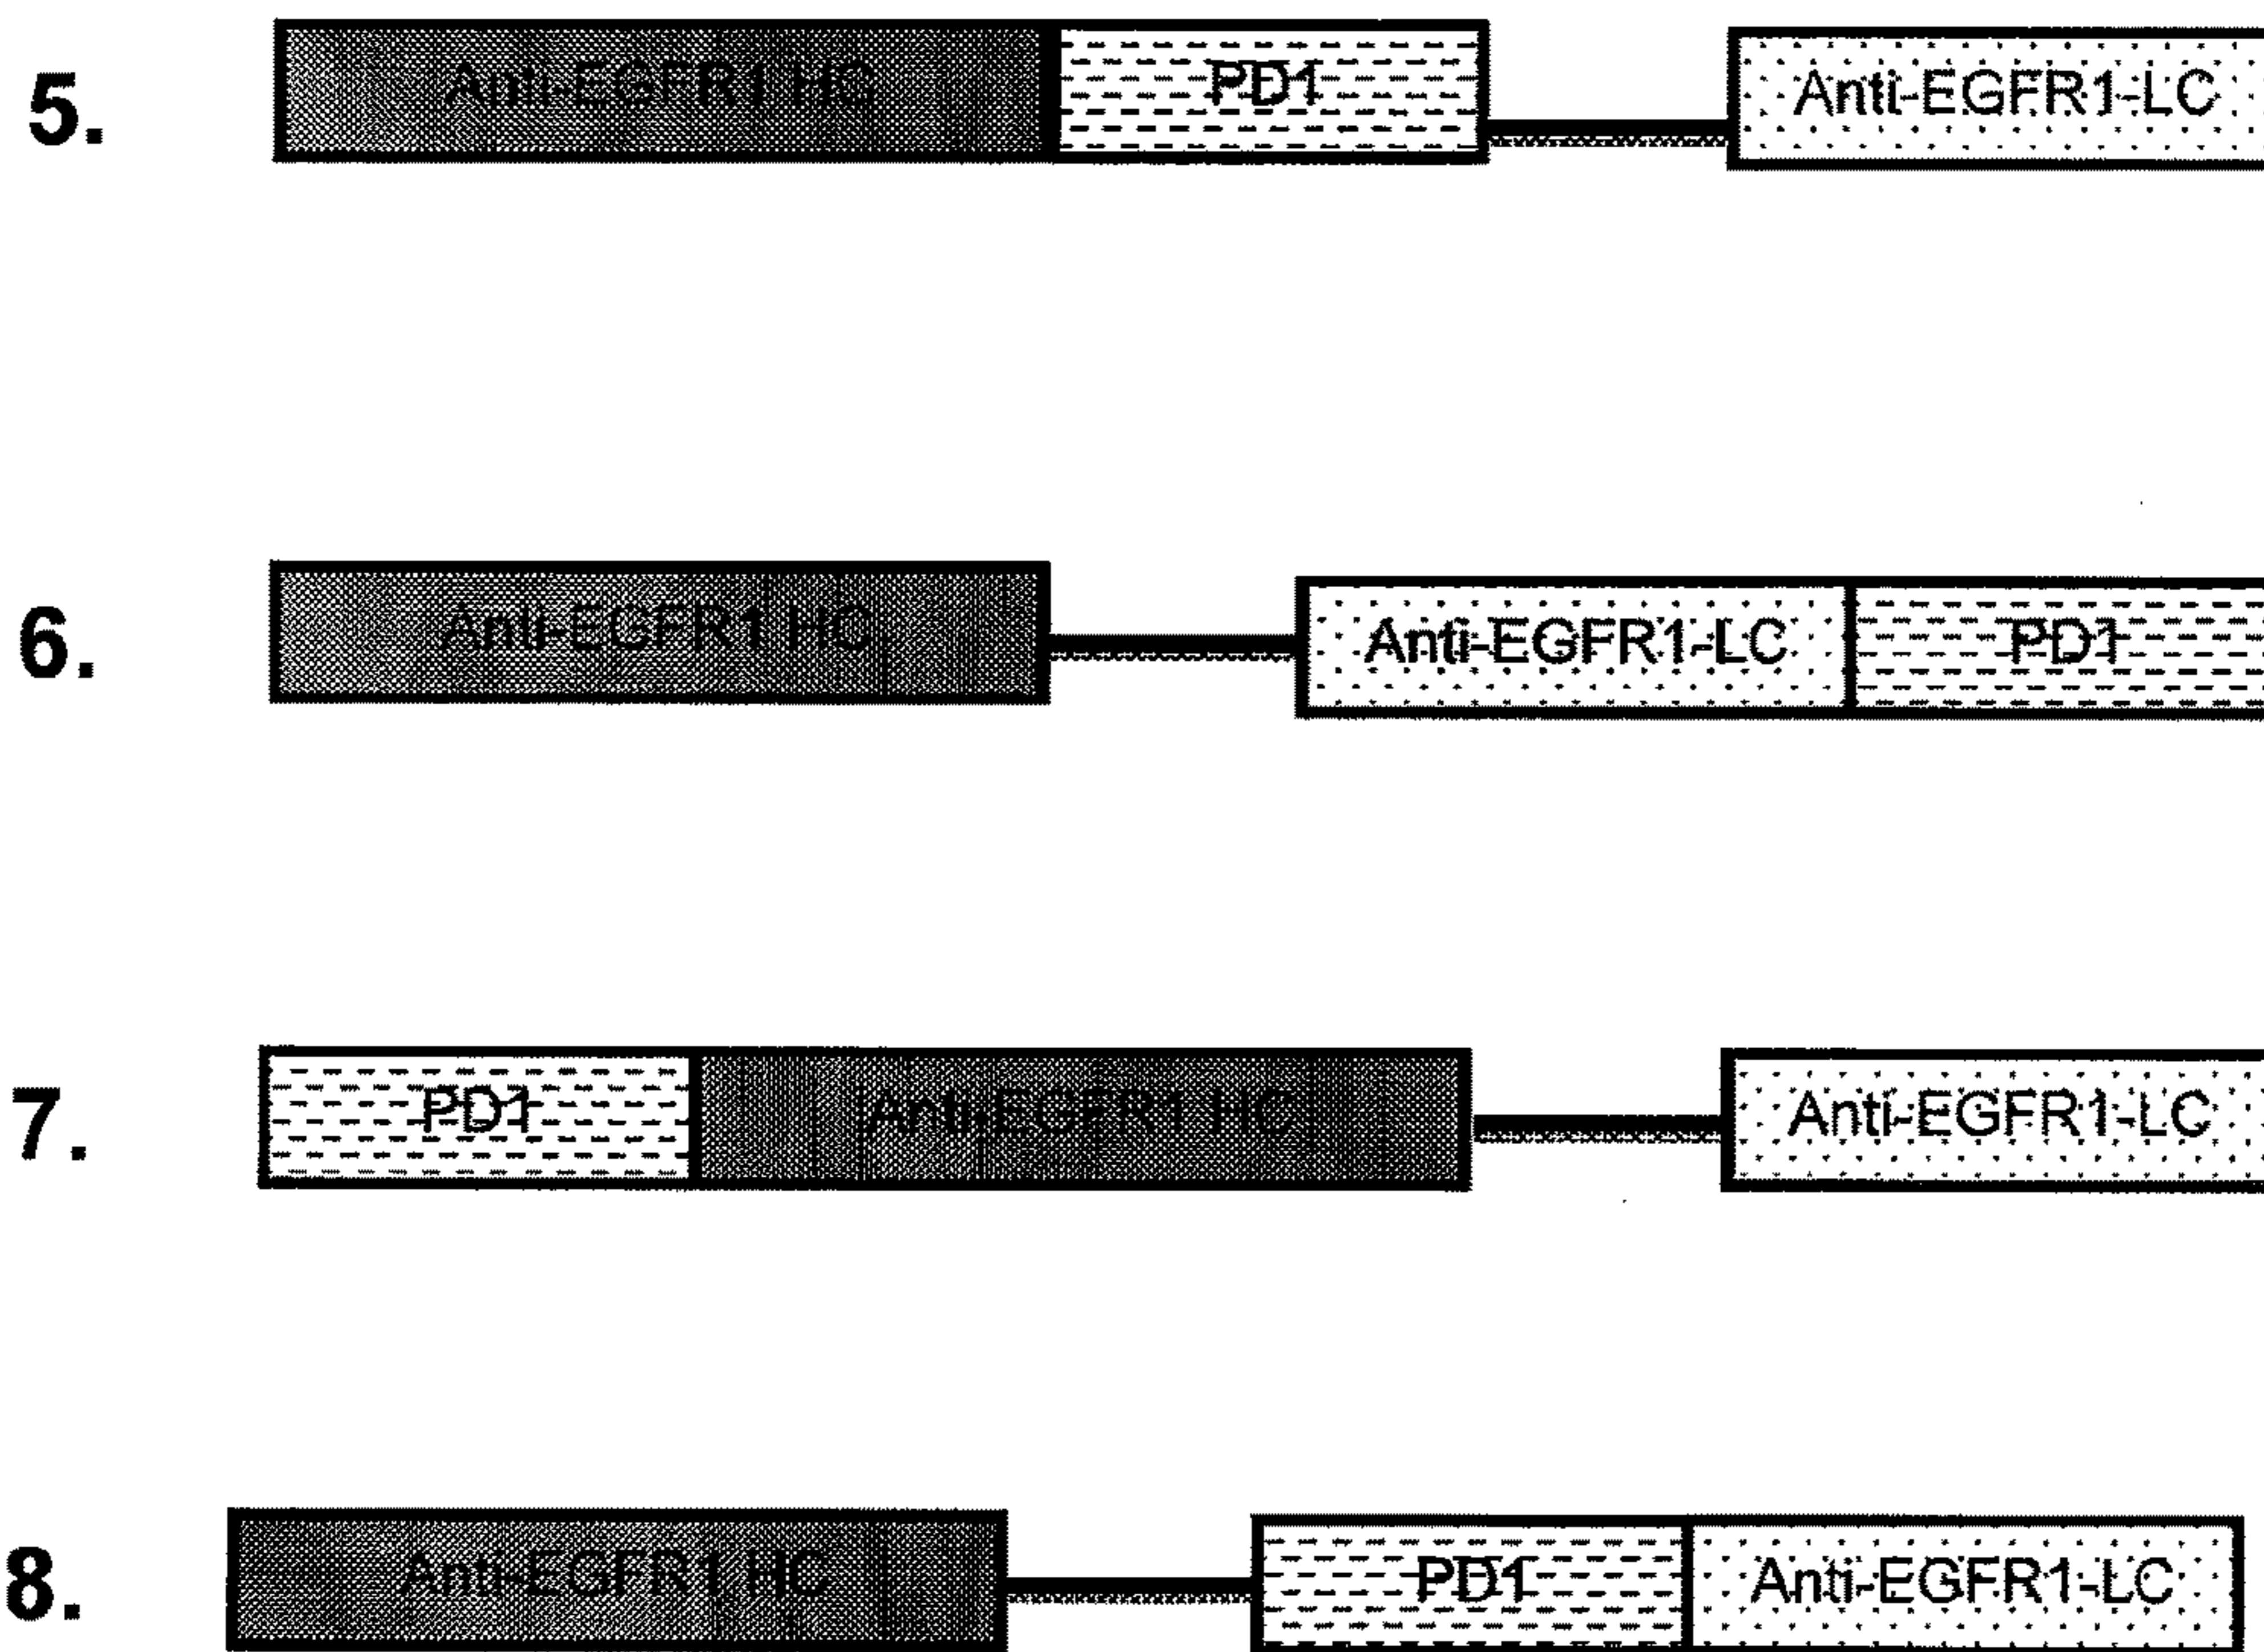 5. Anti-EGFR1 HC PD1 Anti-EGFR1-LC
6. Anti-EGFR1 HC Anti-EGFR1-LC PD1
7. PD1 Anti-EGFR1 HC Anti-EGFR1-LC
8. Anti-EGFR1 HC PD1 Anti-EGFR1-LC